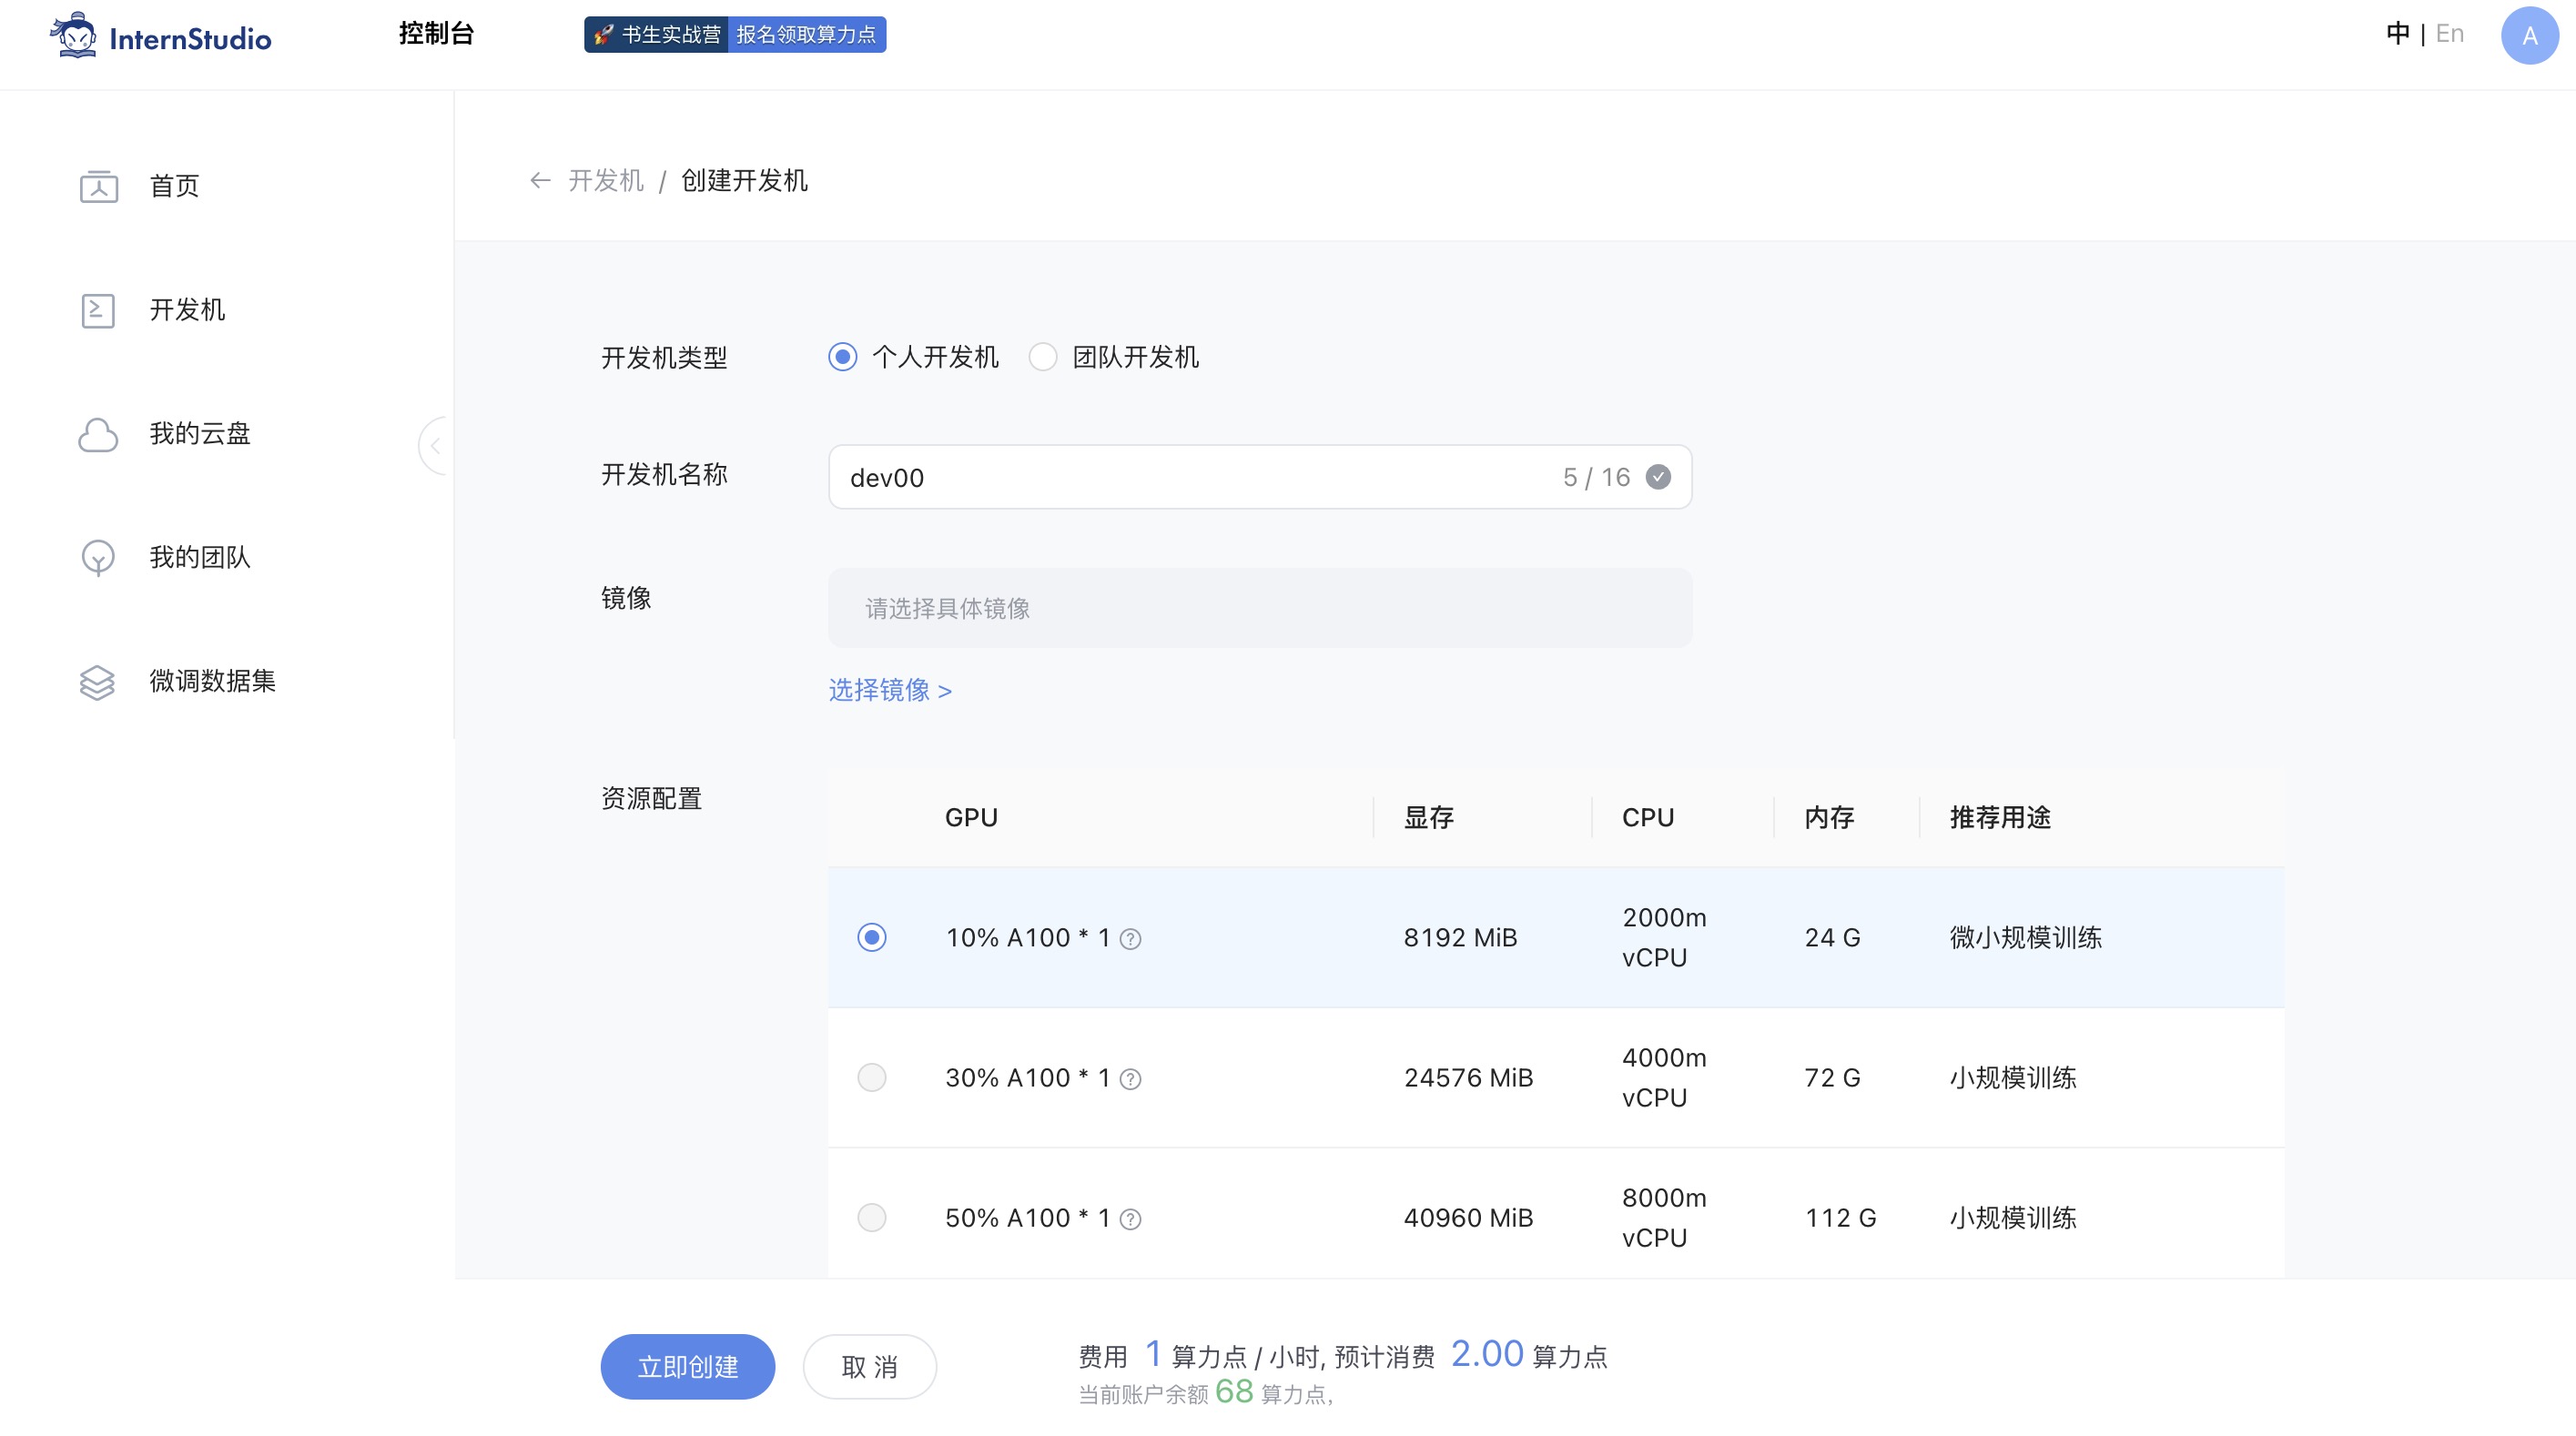 InternStudio
控制台
🚀 书生实战营 报名领取算力点
中 | En
A
首页
开发机
我的云盘
我的团队
微调数据集
← 开发机 / 创建开发机
开发机类型 个人开发机 团队开发机
开发机名称 dev00 5 / 16
镜像 请选择具体镜像
选择镜像 >
资源配置
GPU 显存 CPU 内存 推荐用途
10% A100 * 1 ? 8192 MiB 2000m vCPU 24 G 微小规模训练
30% A100 * 1 ? 24576 MiB 4000m vCPU 72 G 小规模训练
50% A100 * 1 ? 40960 MiB 8000m vCPU 112 G 小规模训练
立即创建 取 消
费用 1 算力点 / 小时, 预计消费 2.00 算力点
当前账户余额 68 算力点,